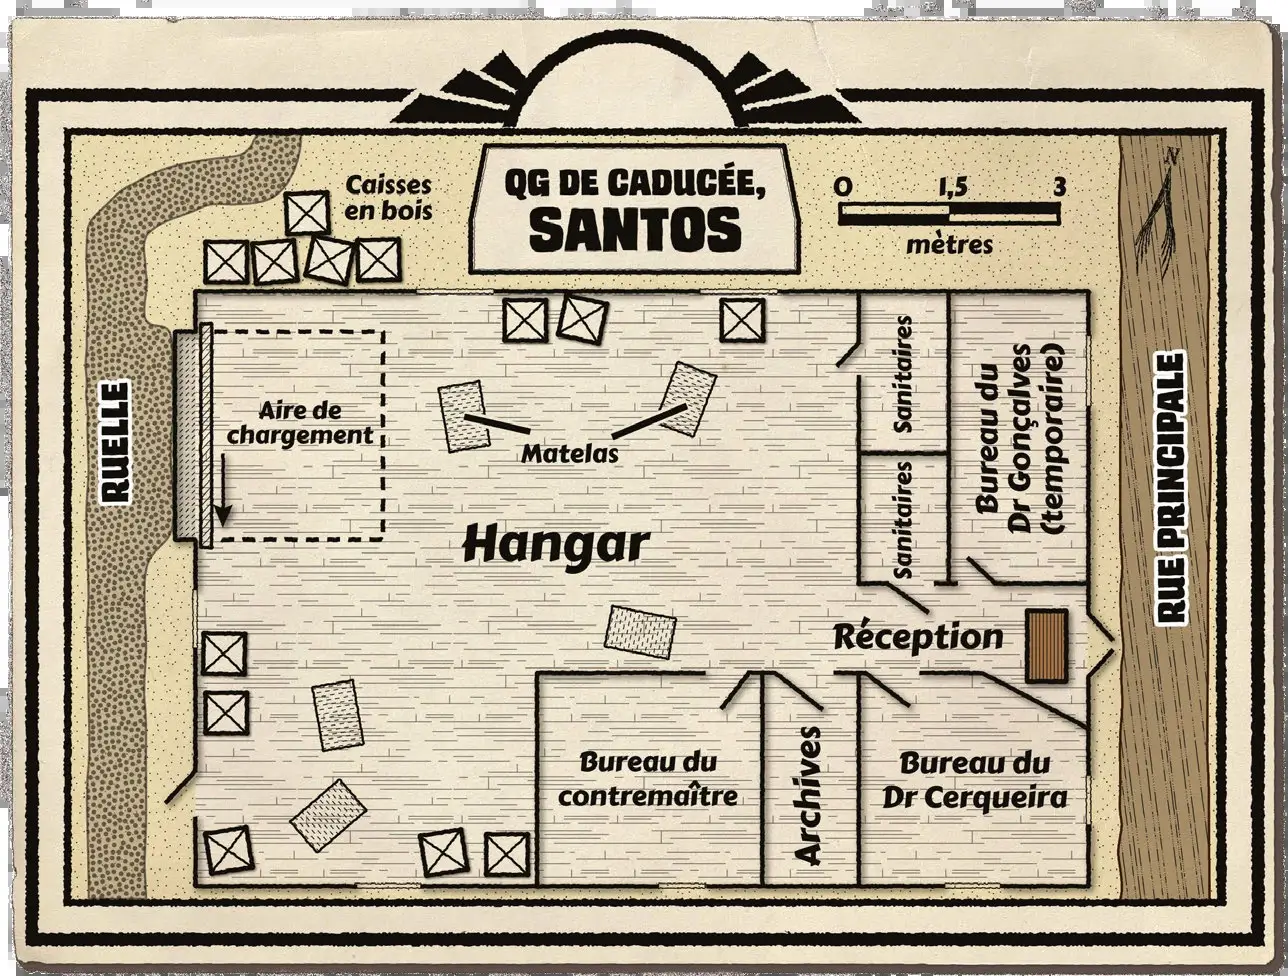 QG DE CADUCÉE,
SANTOS
Caisses
en bois
0 1,5 3
mètres
N
RUELLE
Aire de
chargement
Matelas
Hangar
Sanitaires
Sanitaires
Bureau du
Dr Gonçalves
(temporaire)
RUE PRINCIPALE
Réception
Bureau du
contremaître
Archives
Bureau du
Dr Cerqueira